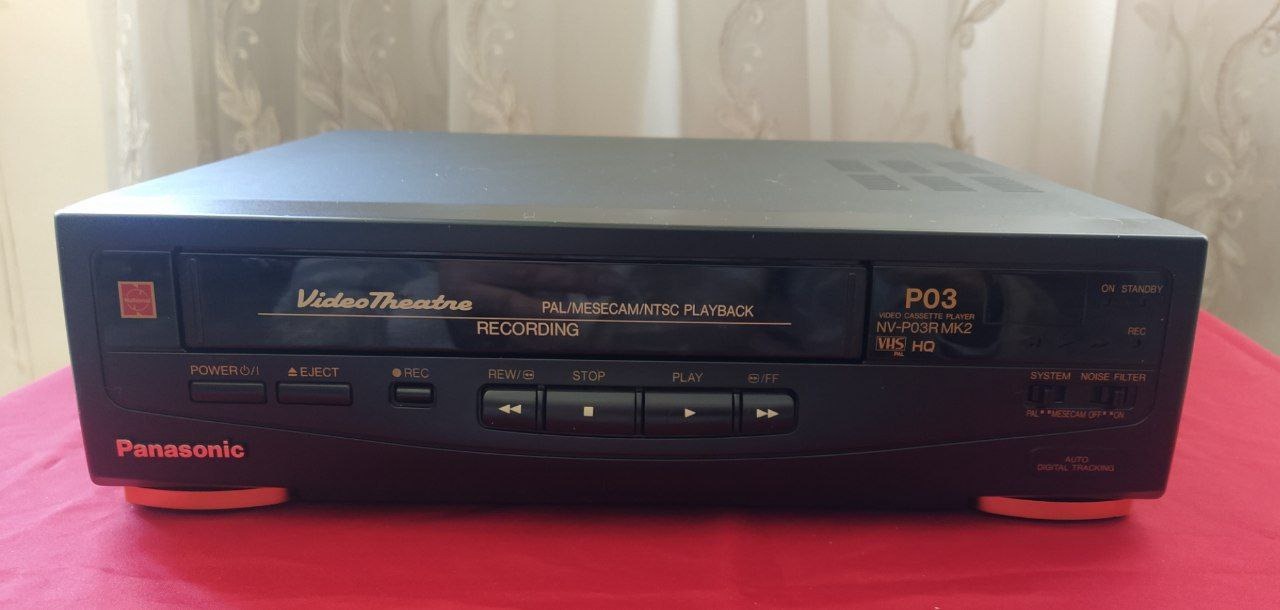 National
VideoTheatre
PAL/MESECAM/NTSC PLAYBACK
RECORDING
P03
VIDEO CASSETTE PLAYER
NV-P03R MK2
VHS HQ
PAL
ON STANDBY
REC
POWER ⏻/I
⏏EJECT
●REC
REW/
STOP
PLAY
/FF
SYSTEM NOISE FILTER
PAL MESECAM OFF ON
Panasonic
AUTO
DIGITAL TRACKING